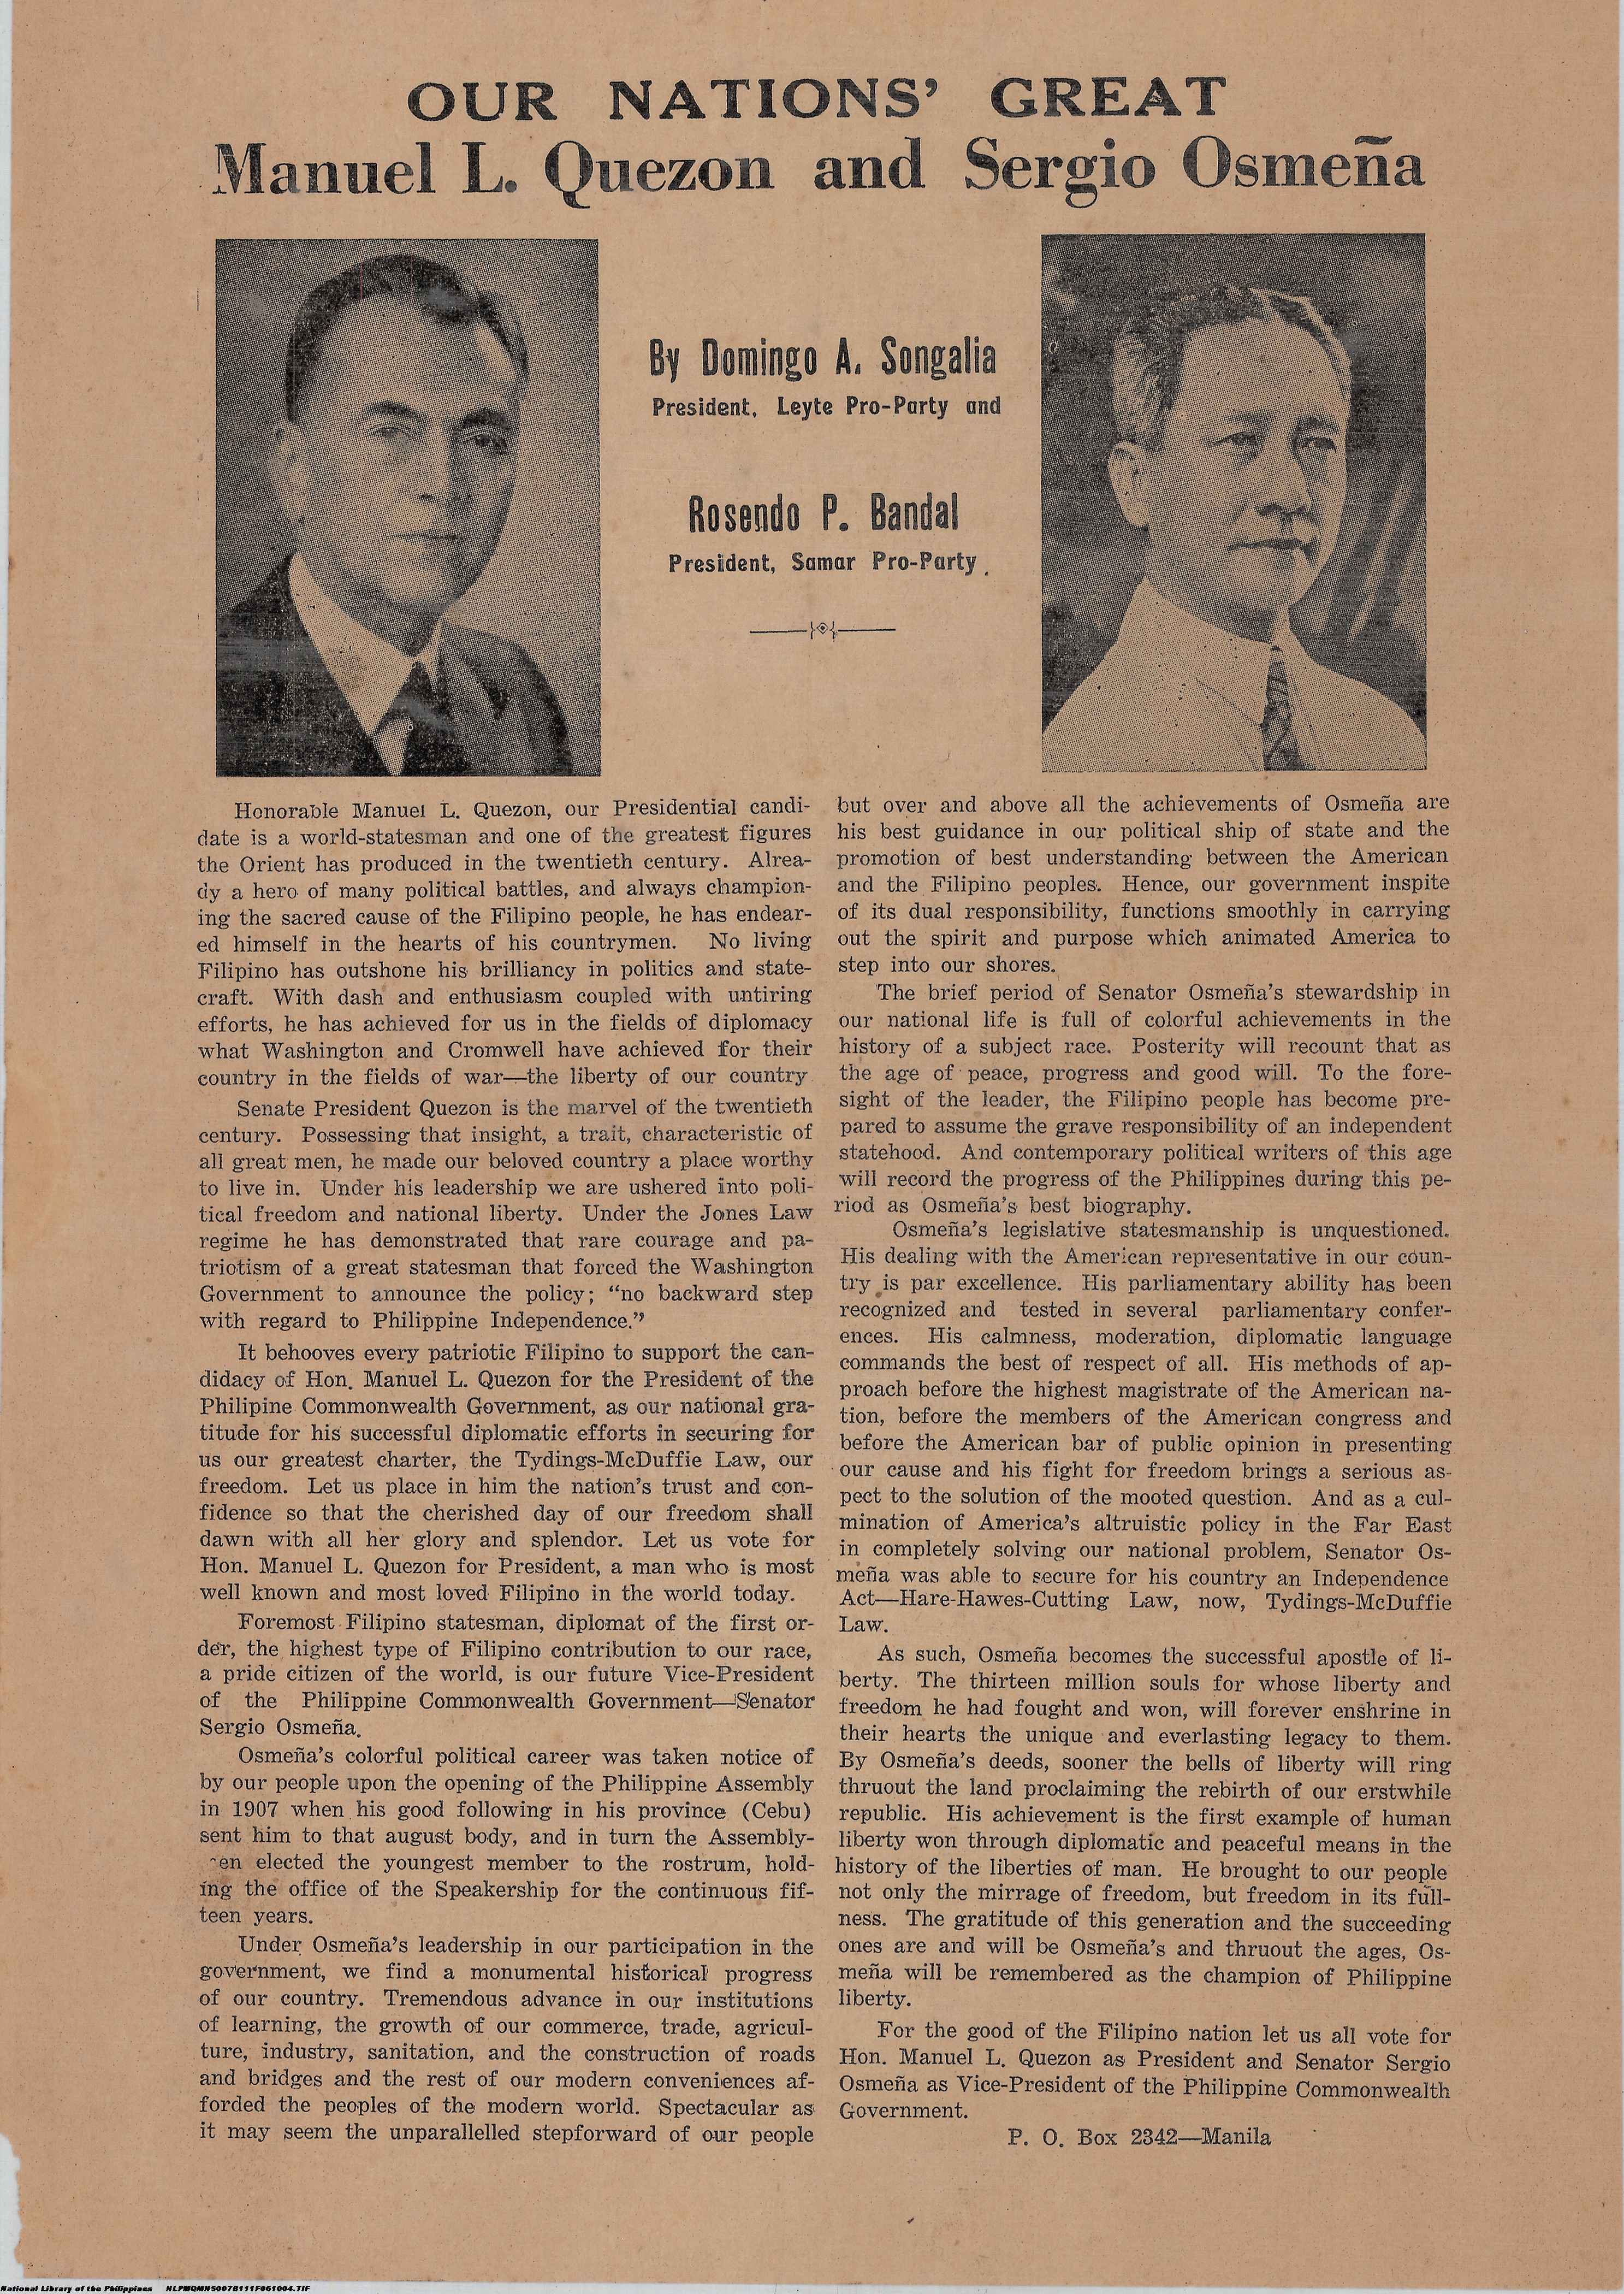 OUR NATIONS' GREAT
Manuel L. Quezon and Sergio Osmeña
By Domingo A. Songalia
President, Leyte Pro-Party and
Rosendo P. Bandal
President, Samar Pro-Party.
Honorable Manuel L. Quezon, our Presidential candi-
date is a world-statesman and one of the greatest figures
the Orient has produced in the twentieth century. Alrea-
dy a hero of many political battles, and always champion-
ing the sacred cause of the Filipino people, he has endear-
ed himself in the hearts of his countrymen. No living
Filipino has outshone his brilliancy in politics and state-
craft. With dash and enthusiasm coupled with untiring
efforts, he has achieved for us in the fields of diplomacy
what Washington and Cromwell have achieved for their
country in the fields of war—the liberty of our country
Senate President Quezon is the marvel of the twentieth
century. Possessing that insight, a trait, characteristic of
all great men, he made our beloved country a place worthy
to live in. Under his leadership we are ushered into poli-
tical freedom and national liberty. Under the Jones Law
regime he has demonstrated that rare courage and pa-
triotism of a great statesman that forced the Washington
Government to announce the policy; "no backward step
with regard to Philippine Independence."
It behooves every patriotic Filipino to support the can-
didacy of Hon. Manuel L. Quezon for the President of the
Philipine Commonwealth Government, as our national gra-
titude for his successful diplomatic efforts in securing for
us our greatest charter, the Tydings-McDuffie Law, our
freedom. Let us place in him the nation's trust and con-
fidence so that the cherished day of our freedom shall
dawn with all her glory and splendor. Let us vote for
Hon. Manuel L. Quezon for President, a man who is most
well known and most loved Filipino in the world today.
Foremost Filipino statesman, diplomat of the first or-
der, the highest type of Filipino contribution to our race,
a pride citizen of the world, is our future Vice-President
of the Philippine Commonwealth Government—Senator
Sergio Osmeña.
Osmeña's colorful political career was taken notice of
by our people upon the opening of the Philippine Assembly
in 1907 when his good following in his province (Cebu)
sent him to that august body, and in turn the Assembly-
en elected the youngest member to the rostrum, hold-
ing the office of the Speakership for the continuous fif-
teen years.
Under Osmeña's leadership in our participation in the
government, we find a monumental historical progress
of our country. Tremendous advance in our institutions
of learning, the growth of our commerce, trade, agricul-
ture, industry, sanitation, and the construction of roads
and bridges and the rest of our modern conveniences af-
forded the peoples of the modern world. Spectacular as
it may seem the unparallelled stepforward of our people
but over and above all the achievements of Osmeña are
his best guidance in our political ship of state and the
promotion of best understanding between the American
and the Filipino peoples. Hence, our government inspite
of its dual responsibility, functions smoothly in carrying
out the spirit and purpose which animated America to
step into our shores.
The brief period of Senator Osmeña's stewardship in
our national life is full of colorful achievements in the
history of a subject race. Posterity will recount that as
the age of peace, progress and good will. To the fore-
sight of the leader, the Filipino people has become pre-
pared to assume the grave responsibility of an independent
statehood. And contemporary political writers of this age
will record the progress of the Philippines during this pe-
riod as Osmeña's best biography.
Osmeña's legislative statesmanship is unquestioned.
His dealing with the American representative in our coun-
try is par excellence. His parliamentary ability has been
recognized and tested in several parliamentary confer-
ences. His calmness, moderation, diplomatic language
commands the best of respect of all. His methods of ap-
proach before the highest magistrate of the American na-
tion, before the members of the American congress and
before the American bar of public opinion in presenting
our cause and his fight for freedom brings a serious as-
pect to the solution of the mooted question. And as a cul-
mination of America's altruistic policy in the Far East
in completely solving our national problem, Senator Os-
meña was able to secure for his country an Independence
Act—Hare-Hawes-Cutting Law, now, Tydings-McDuffie
Law.
As such, Osmeña becomes the successful apostle of li-
berty. The thirteen million souls for whose liberty and
freedom he had fought and won, will forever enshrine in
their hearts the unique and everlasting legacy to them.
By Osmeña's deeds, sooner the bells of liberty will ring
thruout the land proclaiming the rebirth of our erstwhile
republic. His achievement is the first example of human
liberty won through diplomatic and peaceful means in the
history of the liberties of man. He brought to our people
not only the mirrage of freedom, but freedom in its full-
ness. The gratitude of this generation and the succeeding
ones are and will be Osmeña's and thruout the ages, Os-
meña will be remembered as the champion of Philippine
liberty.
For the good of the Filipino nation let us all vote for
Hon. Manuel L. Quezon as President and Senator Sergio
Osmeña as Vice-President of the Philippine Commonwealth
Government.
P. O. Box 2342—Manila
National Library of the Philippines NLPMQMNS007B111F061004.TIF